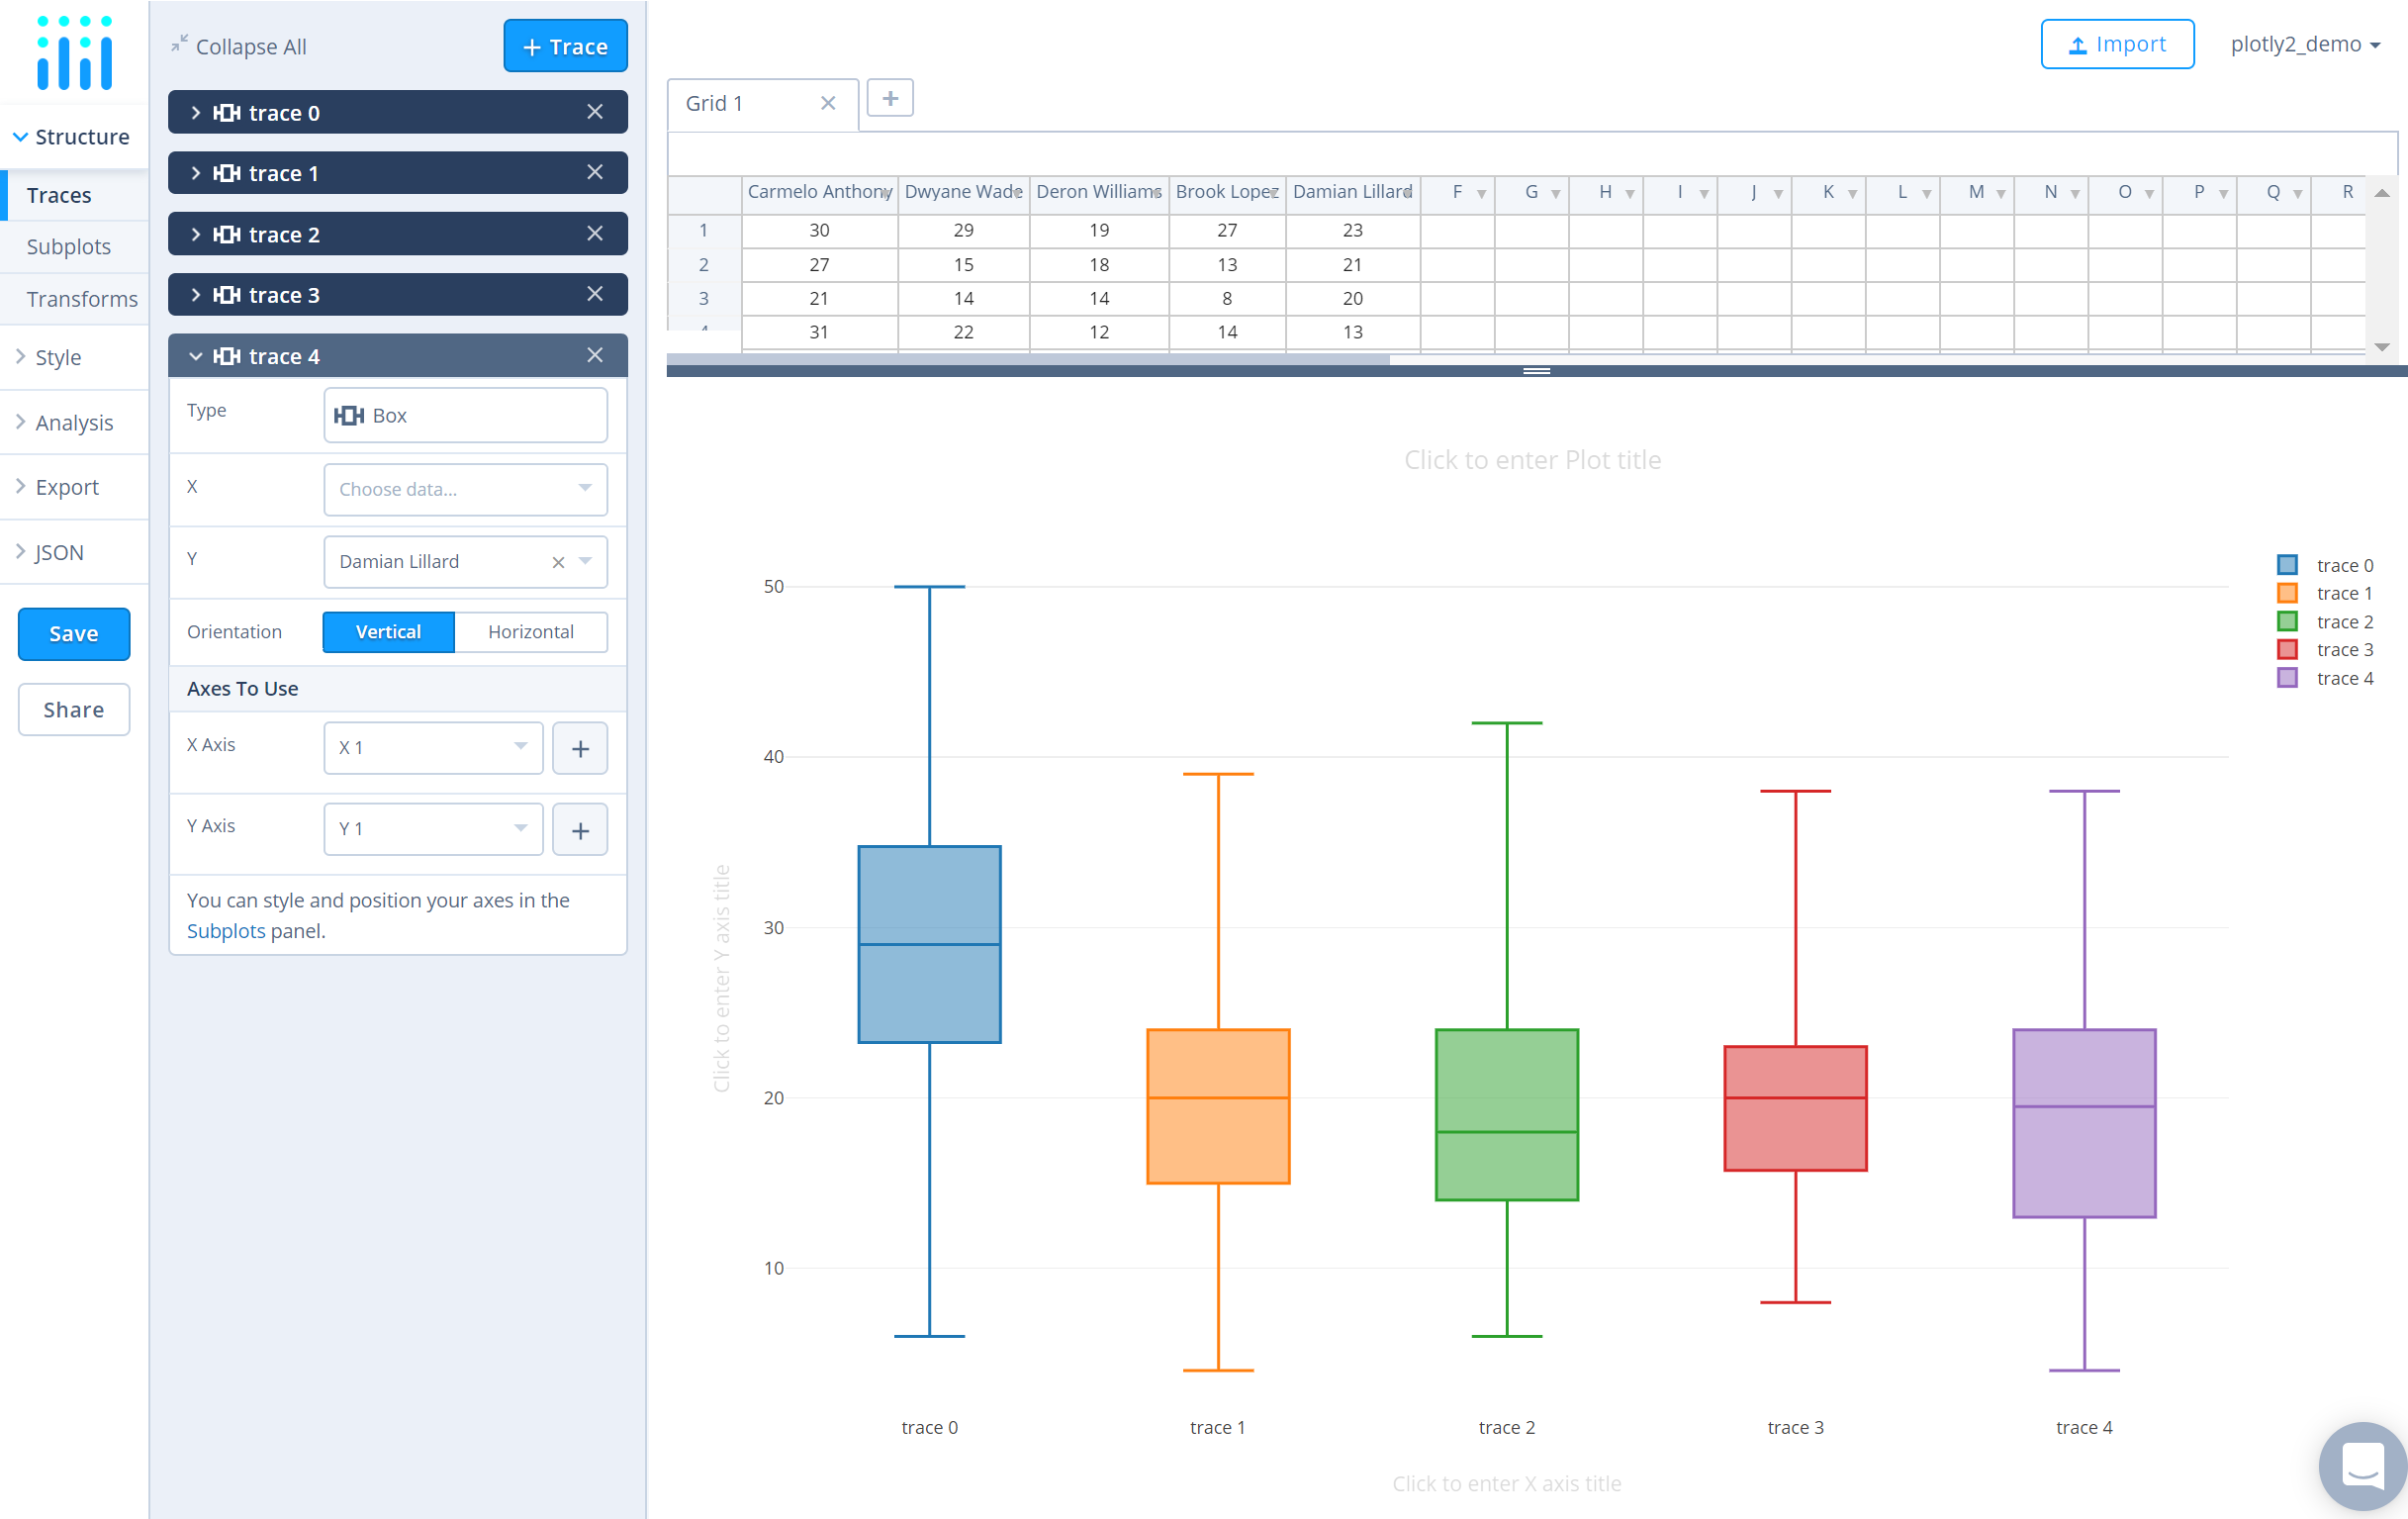 Collapse All
+ Trace
trace 0
trace 1
trace 2
trace 3
trace 4
Type
Box
X
Choose data...
Y
Damian Lillard
Orientation
Vertical
Horizontal
Axes To Use
X Axis
X 1
Y Axis
Y 1
You can style and position your axes in the
Subplots panel.
Structure
Traces
Subplots
Transforms
Style
Analysis
Export
JSON
Save
Share
Import
plotly2_demo
Grid 1
Carmelo Anthony Dwyane Wade Deron Williams Brook Lopez Damian Lillard F G H I J K L M N O P Q R
1 30 29 19 27 23
2 27 15 18 13 21
3 21 14 14 8 20
4 31 22 12 14 13
Click to enter Plot title
50
40
30
20
10
Click to enter Y axis title
trace 0
trace 1
trace 2
trace 3
trace 4
trace 0 trace 1 trace 2 trace 3 trace 4
Click to enter X axis title